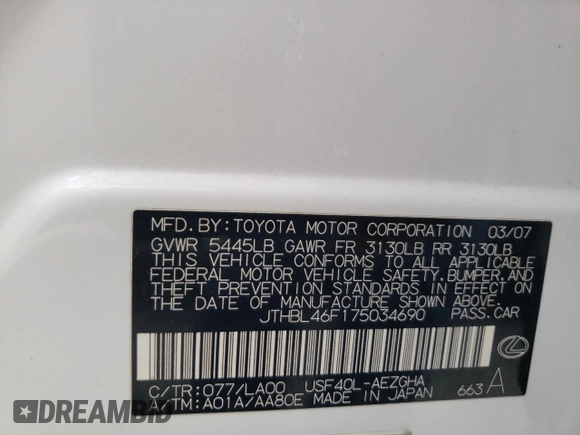 MFD. BY: TOYOTA MOTOR CORPORATION 03/07
GVWR 5445LB GAWR FR 3130LB RR 3130LB
THIS VEHICLE CONFORMS TO ALL APPLICABLE
FEDERAL MOTOR VEHICLE SAFETY, BUMPER, AND
THEFT PREVENTION STANDARDS IN EFFECT ON
THE DATE OF MANUFACTURE SHOWN ABOVE.
JTHBL46F175034690 PASS. CAR
C/TR: 077/LA00 USF40L-AEZGHA
A/TM: A01A/AA80E MADE IN JAPAN 663 A
DREAMBID
.COM